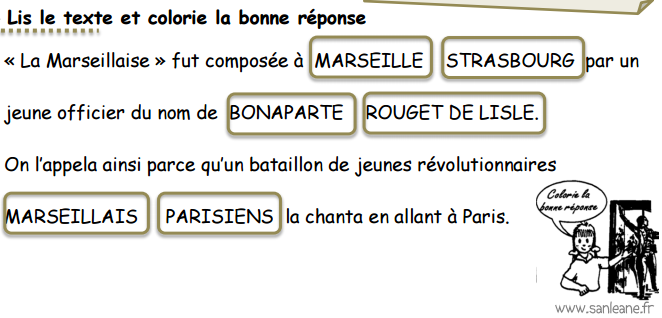 Lis le texte et colorie la bonne réponse
« La Marseillaise » fut composée à MARSEILLE STRASBOURG par un
jeune officier du nom de BONAPARTE ROUGET DE LISLE.
On l'appela ainsi parce qu'un bataillon de jeunes révolutionnaires
MARSEILLAIS PARISIENS la chanta en allant à Paris.
Colorie la
bonne réponse
www.sanleane.fr